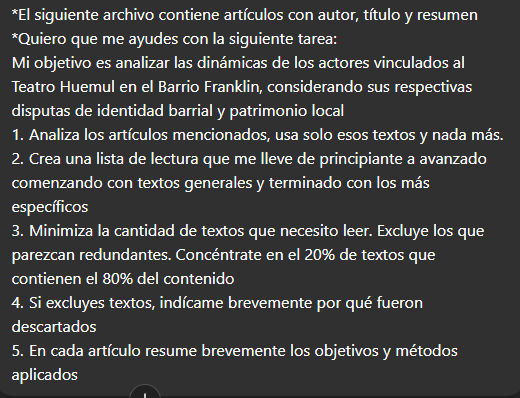 *El siguiente archivo contiene artículos con autor, título y resumen
*Quiero que me ayudes con la siguiente tarea:
Mi objetivo es analizar las dinámicas de los actores vinculados al
Teatro Huemul en el Barrio Franklin, considerando sus respectivas
disputas de identidad barrial y patrimonio local
1. Analiza los artículos mencionados, usa solo esos textos y nada más.
2. Crea una lista de lectura que me lleve de principiante a avanzado
comenzando con textos generales y terminado con los más
específicos
3. Minimiza la cantidad de textos que necesito leer. Excluye los que
parezcan redundantes. Concéntrate en el 20% de textos que
contienen el 80% del contenido
4. Si excluyes textos, indícame brevemente por qué fueron
descartados
5. En cada artículo resume brevemente los objetivos y métodos
aplicados